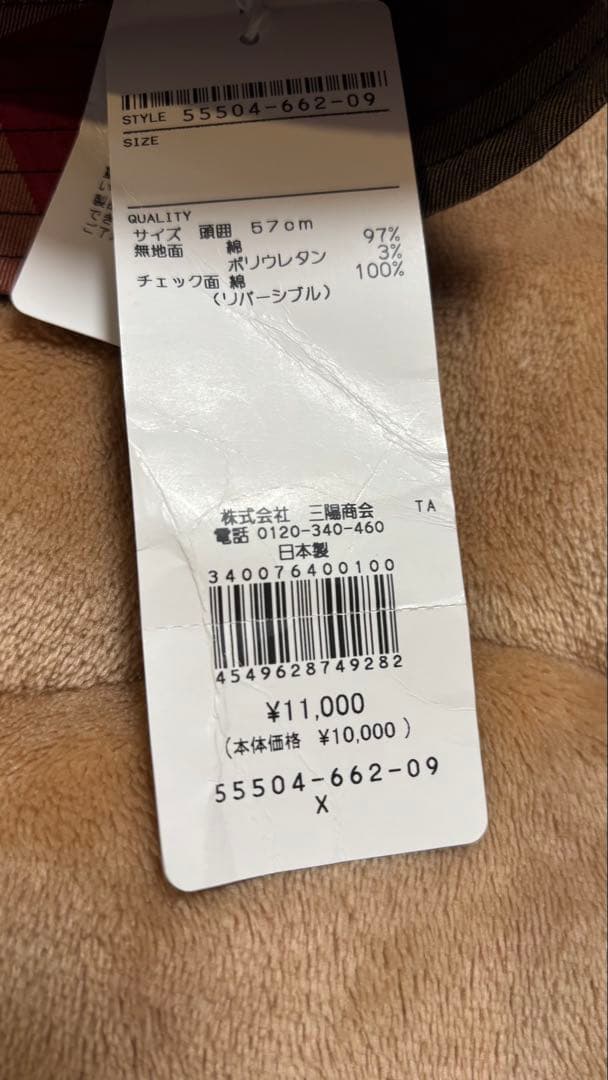 STYLE 55504-662-09
SIZE
QUALITY
サイズ 頭囲 57cm
無地面 綿 97%
ポリウレタン 3%
チェック面 綿 100%
(リバーシブル)
株式会社 三陽商会 TA
電話 0120-340-460
日本製
340076400100
4549628749282
¥11,000
(本体価格 ¥10,000)
55504-662-09
X